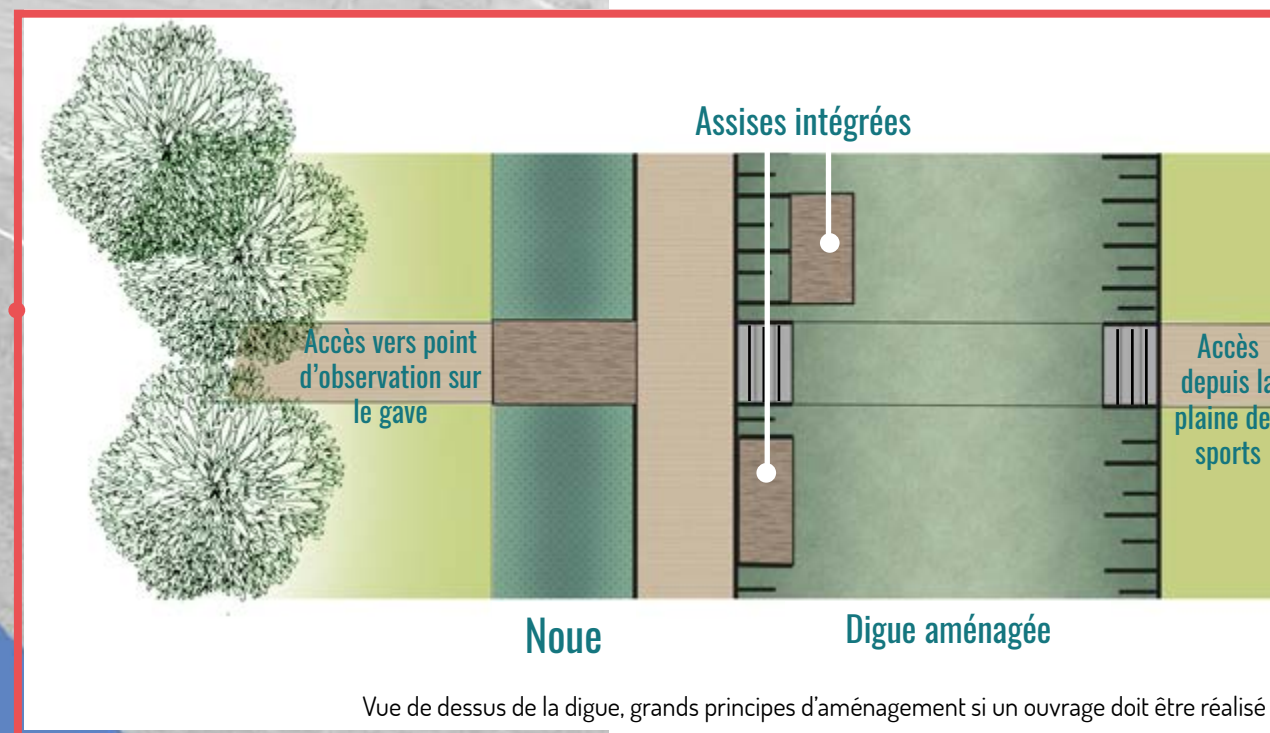 Assises intégrées
Accès vers point
d'observation sur
le gave
Accès
depuis la
plaine de
sports
Noue
Digue aménagée
Vue de dessus de la digue, grands principes d'aménagement si un ouvrage doit être réalisé